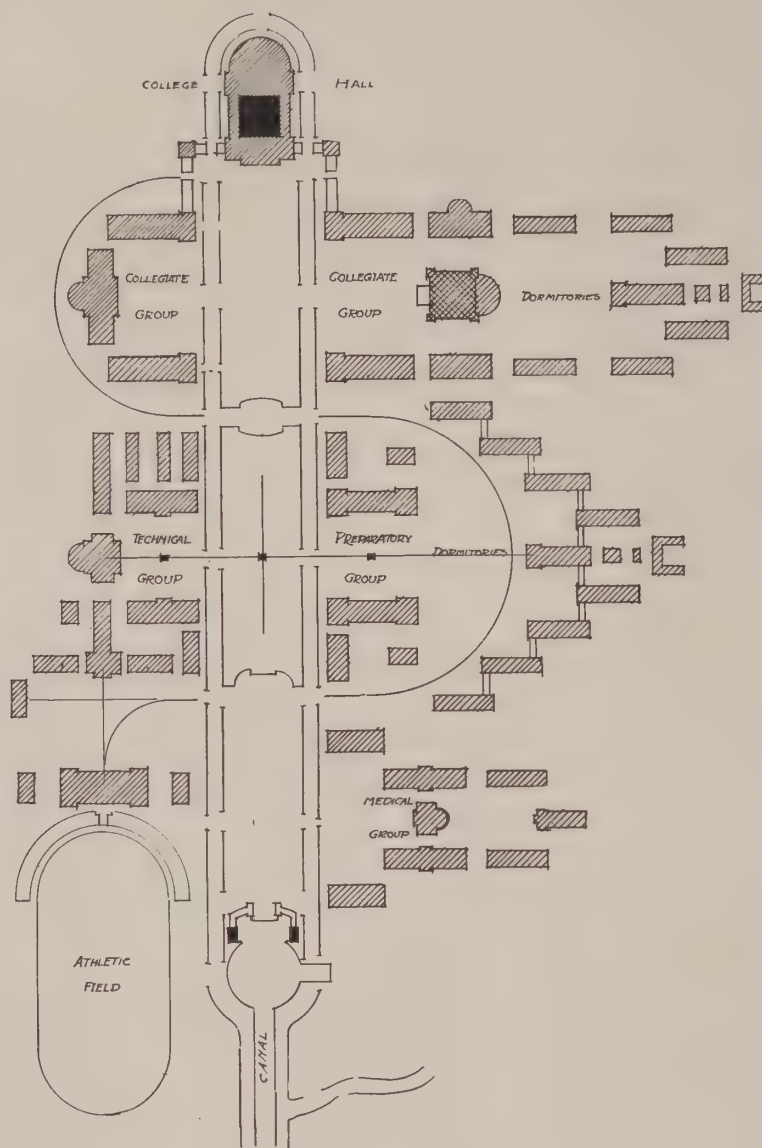 COLLEGE HALL
COLLEGIATE
GROUP
COLLEGIATE
GROUP
DORMITORIES
TECHNICAL
GROUP
PREPARATORY
GROUP
DORMITORIES
MEDICAL
GROUP
ATHLETIC
FIELD
CANAL